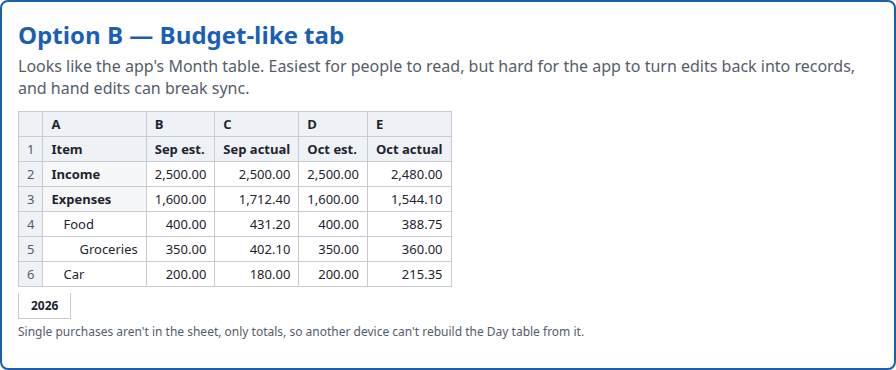 Option B — Budget-like tab
Looks like the app's Month table. Easiest for people to read, but hard for the app to turn edits back into records,
and hand edits can break sync.
A B C D E
1 Item Sep est. Sep actual Oct est. Oct actual
2 Income 2,500.00 2,500.00 2,500.00 2,480.00
3 Expenses 1,600.00 1,712.40 1,600.00 1,544.10
4 Food 400.00 431.20 400.00 388.75
5 Groceries 350.00 402.10 350.00 360.00
6 Car 200.00 180.00 200.00 215.35
2026
Single purchases aren't in the sheet, only totals, so another device can't rebuild the Day table from it.